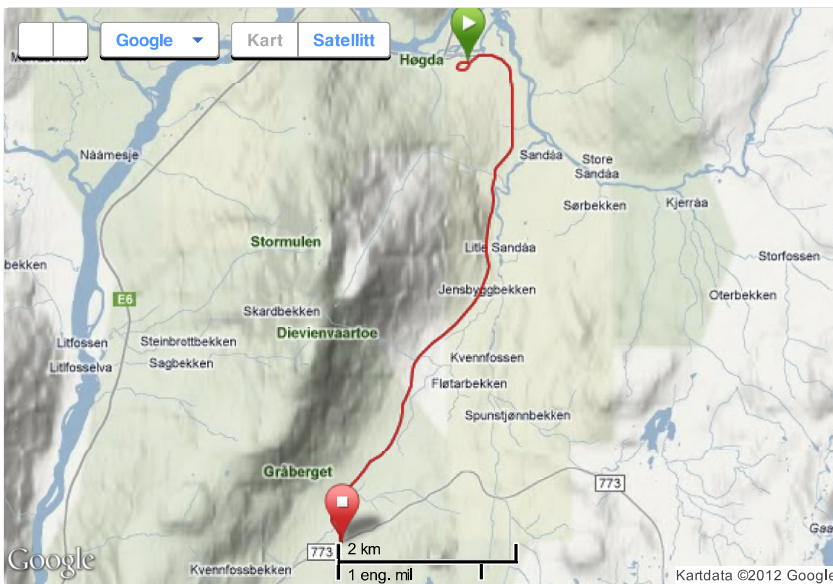 Google
Kart
Satellitt
Høgda
Nååmesje
Sandåa
Store
Sandåa
Sørbekken
Kjerråa
Stormulen
Litle Sandåa
Storfossen
bekken
Jensbyggbekken
Oterbekken
E6
Skardbekken
Dievienvaartoe
Litfossen
Steinbrottbekken
Litlfosselva
Sagbekken
Kvennfossen
Fløtarbekken
Spunstjønnbekken
Gråberget
773
773
2 km
1 eng. mil
Google
Kvennfossbekken
Kartdata ©2012 Google